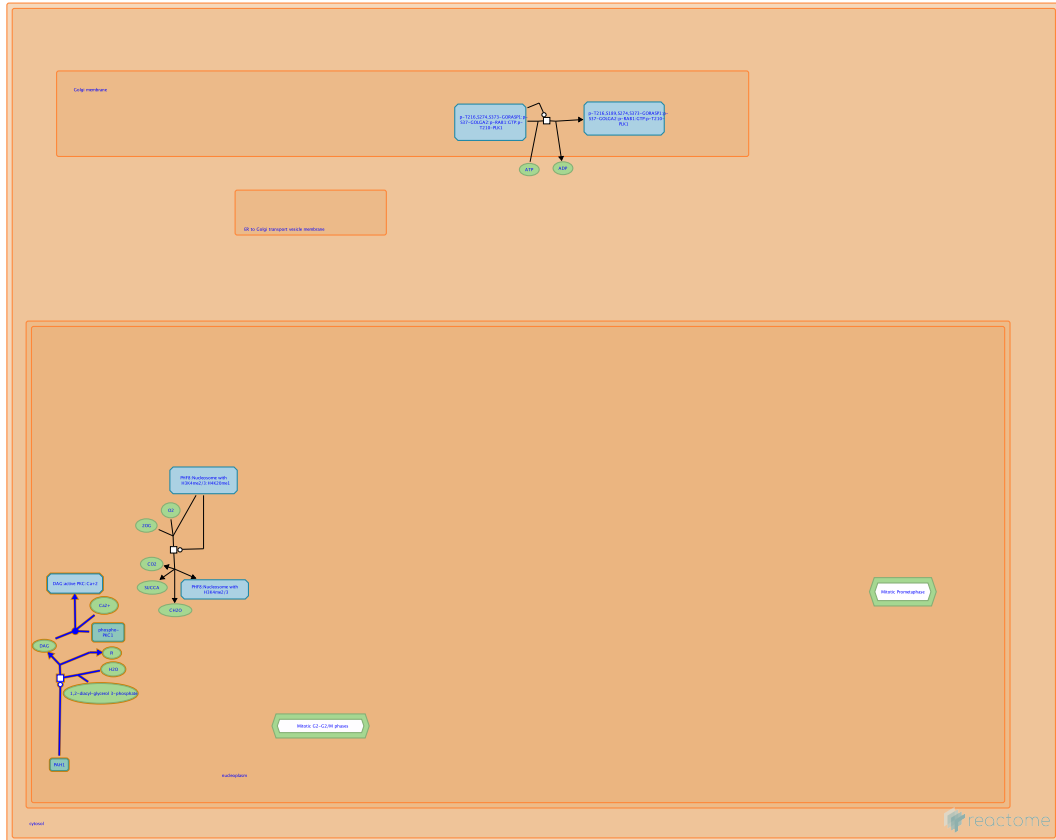 Golgi membrane
p-T216,S274,S373-GORASP1:p-
S37-GOLGA2:p-RAB1:GTP:p-
T210-PLK1
p-T216,S189,S274,S373-GORASP1:p-
S37-GOLGA2:p-RAB1:GTP:p-T210-
PLK1
ATP
ADP
ER to Golgi transport vesicle membrane
PHF8:Nucleosome with
H3K4me2/3:H4K20me1
O2
2OG
CO2
SUCCA
PHF8:Nucleosome with
H3K4me2/3
CH2O
DAG:active PKC:Ca+2
Ca2+
phospho-
PKC1
DAG
Pi
H2O
1,2-diacyl-glycerol 3-phosphate
PAH1
Mitotic Prometaphase
Mitotic G2-G2/M phases
nucleoplasm
cytosol
reactome